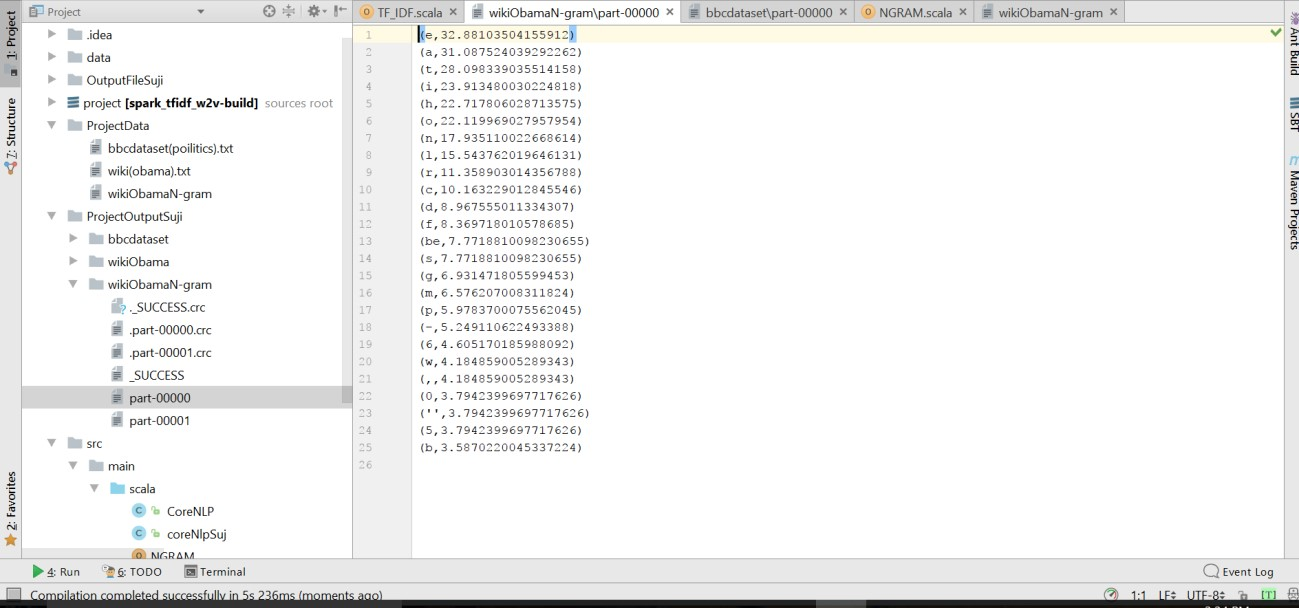 Project
TF_IDF.scala
wikiObamaN-gram\part-00000
bbcdataset\part-00000
NGRAM.scala
wikiObamaN-gram
1: Project
7: Structure
2: Favorites
.idea
data
OutputFileSuji
project [spark_tfidf_w2v-build] sources root
ProjectData
bbcdataset(poilitics).txt
wiki(obama).txt
wikiObamaN-gram
ProjectOutputSuji
bbcdataset
wikiObama
wikiObamaN-gram
._SUCCESS.crc
.part-00000.crc
.part-00001.crc
_SUCCESS
part-00000
part-00001
src
main
scala
CoreNLP
coreNlpSuj
NGRAM
1 (e,32.88103504155912)
2 (a,31.087524039292262)
3 (t,28.098339035514158)
4 (i,23.913480030224818)
5 (h,22.717806028713575)
6 (o,22.119969027957954)
7 (n,17.935110022668614)
8 (l,15.543762019646131)
9 (r,11.358903014356788)
10 (c,10.163229012845546)
11 (d,8.967555011334307)
12 (f,8.369718010578685)
13 (be,7.7718810098230655)
14 (s,7.7718810098230655)
15 (g,6.931471805599453)
16 (m,6.576207008311824)
17 (p,5.9783700075562045)
18 (-,5.249110622493388)
19 (6,4.605170185988092)
20 (w,4.184859005289343)
21 (,,4.184859005289343)
22 (0,3.7942399697717626)
23 ('',3.7942399697717626)
24 (5,3.7942399697717626)
25 (b,3.5870220045337224)
26
Ant Build
SBT
Maven Projects
4: Run
6: TODO
Terminal
Event Log
Compilation completed successfully in 5s 236ms (moments ago)
1:1
LF
UTF-8
[T]